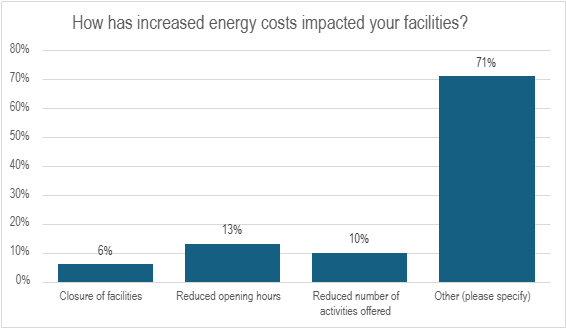 How has increased energy costs impacted your facilities?
80%
70%
60%
50%
40%
30%
20%
10%
0%
6%
13%
10%
71%
Closure of facilities
Reduced opening hours
Reduced number of
activities offered
Other (please specify)